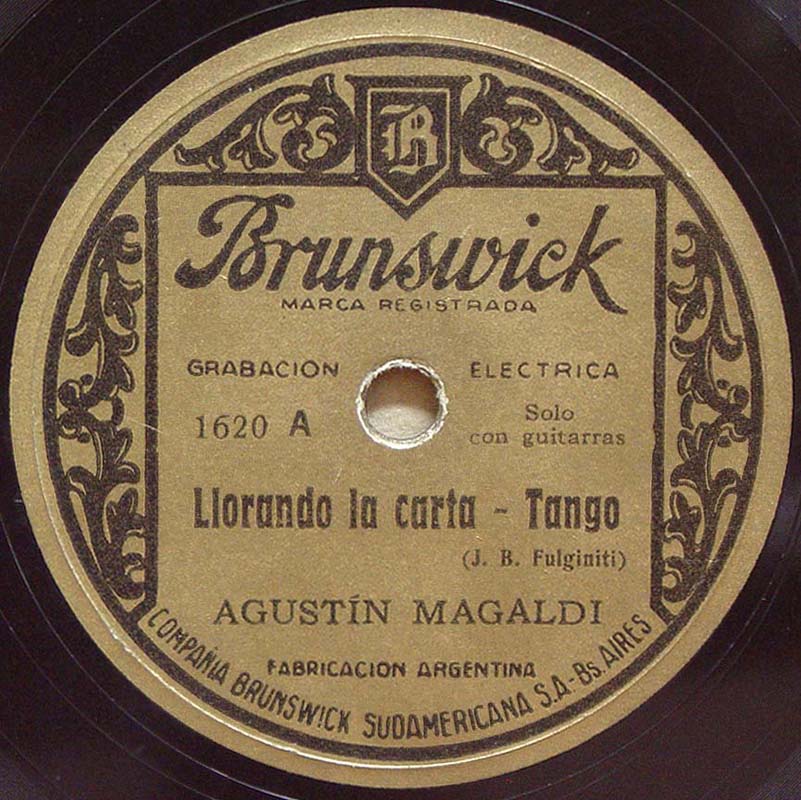 B
Brunswick
MARCA REGISTRADA
GRABACION ELECTRICA
1620 A
Solo
con guitarras
Llorando la carta - Tango
(J. B. Fulginiti)
AGUSTÍN MAGALDI
FABRICACION ARGENTINA
COMPAÑIA BRUNSWICK SUDAMERICANA S.A-Bs. AIRES